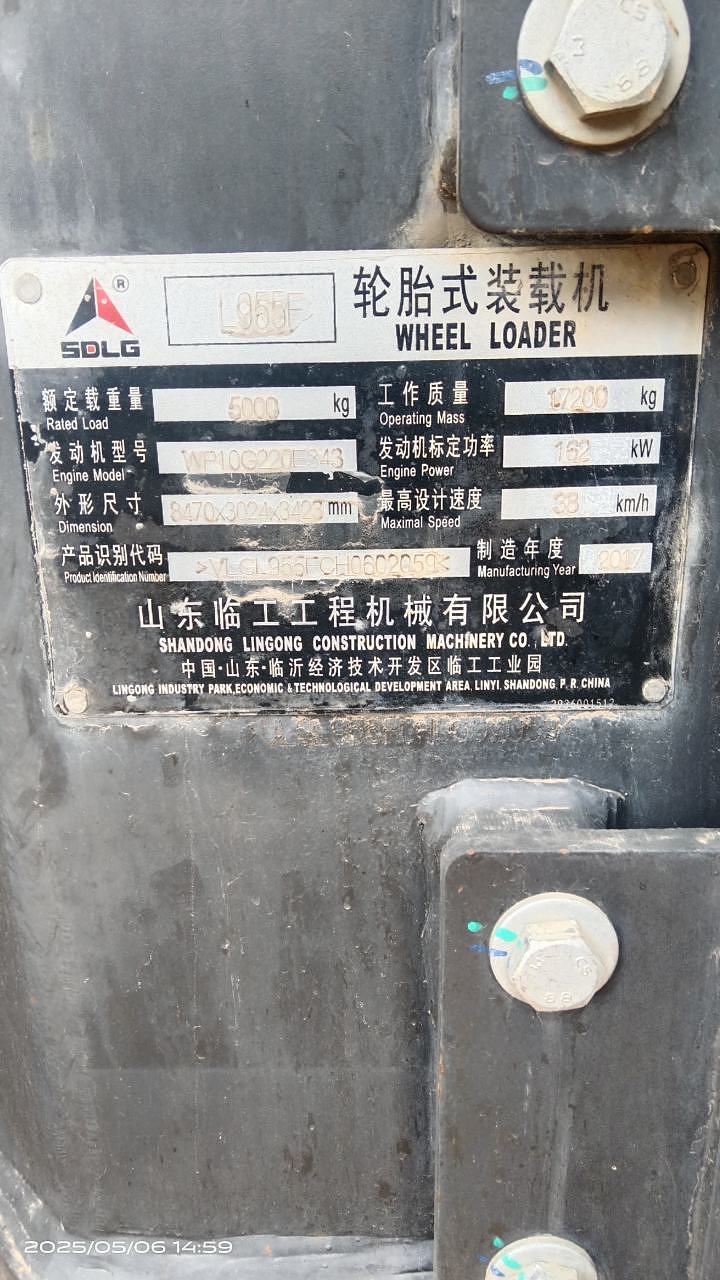 8.8
SDLG ®
L955F
轮胎式装载机
WHEEL LOADER
额定载重量 5000 kg
Rated Load
工作质量 17200 kg
Operating Mass
发动机型号 WP10G220E343
Engine Model
发动机标定功率 162 kW
Engine Power
外形尺寸 8470x3024x3423 mm
Dimension
最高设计速度 38 km/h
Maximal Speed
产品识别代码
Product Identification Number
制造年度 2017
Manufacturing Year
山东临工工程机械有限公司
SHANDONG LINGONG CONSTRUCTION MACHINERY CO., LTD.
中国·山东·临沂经济技术开发区临工工业园
LINGONG INDUSTRY PARK,ECONOMIC & TECHNOLOGICAL DEVELOPMENT AREA, LINYI, SHANDONG, P. R. CHINA
CS
8.8
2025/05/06 14:59